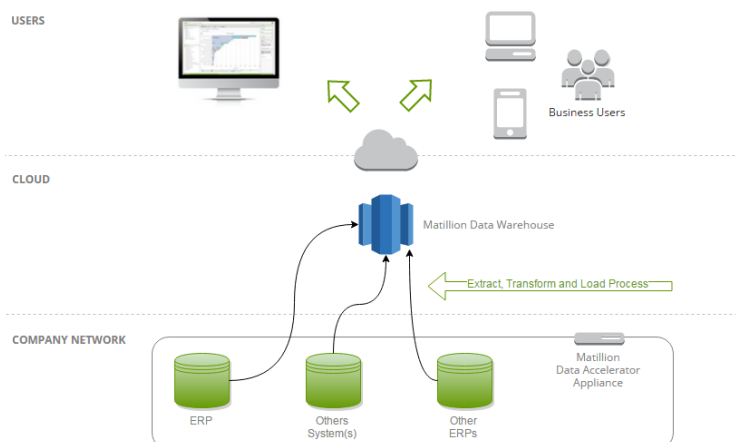 USERS
Business Users
CLOUD
Matillion Data Warehouse
Extract, Transform and Load Process
COMPANY NETWORK
Matillion
Data Accelerator
Appliance
ERP
Others
System(s)
Other
ERPs